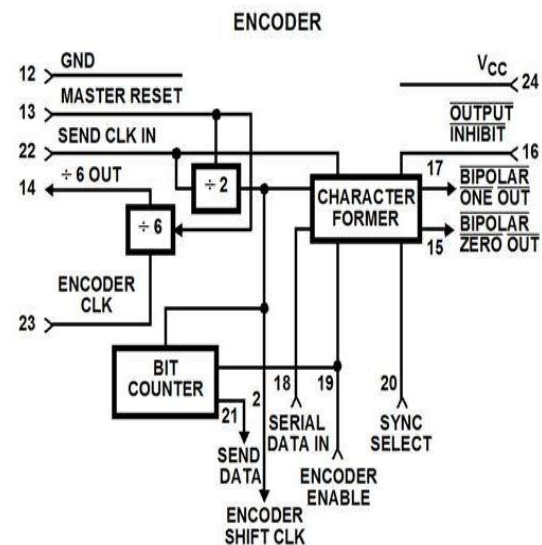 ENCODER
12 GND
VCC 24
13 MASTER RESET
OUTPUT
INHIBIT 16
22 SEND CLK IN
14 ÷ 6 OUT
÷ 2
÷ 6
CHARACTER
FORMER
17 BIPOLAR
ONE OUT
15 BIPOLAR
ZERO OUT
ENCODER
CLK
23
BIT
COUNTER
21
2
18
19
20
SERIAL
DATA IN
SYNC
SELECT
SEND
DATA
ENCODER
ENABLE
ENCODER
SHIFT CLK